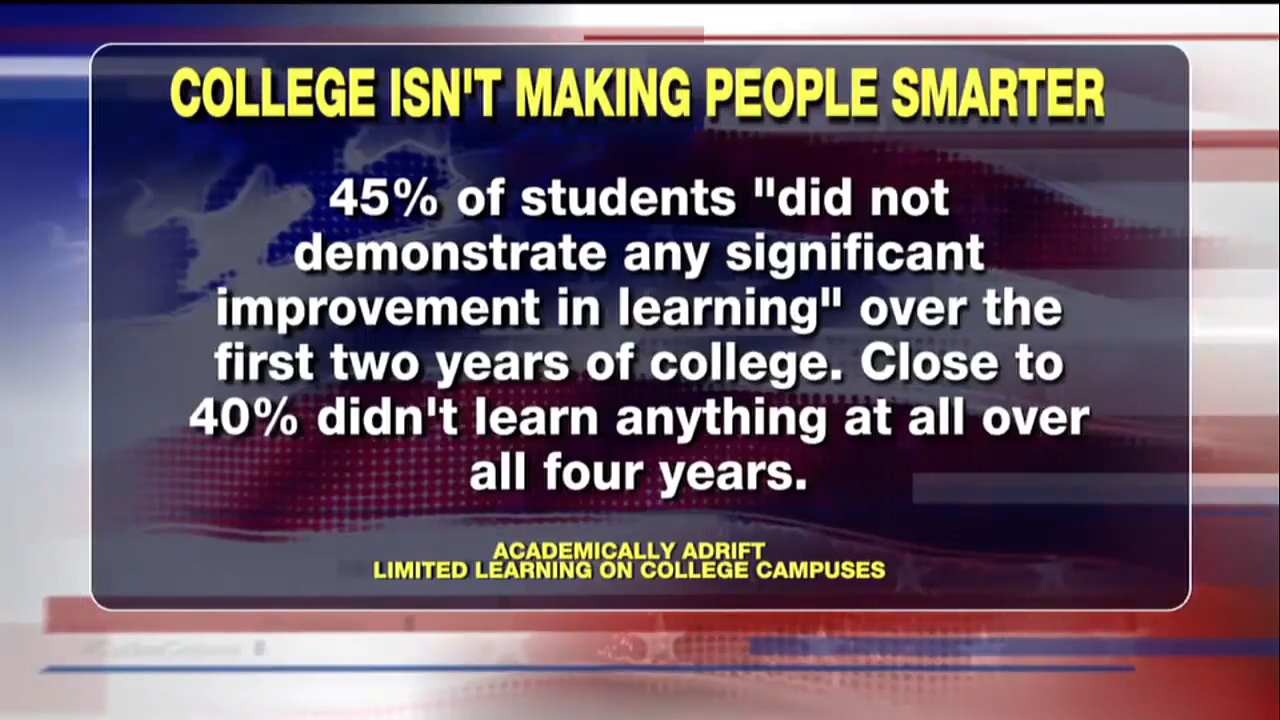 COLLEGE ISN'T MAKING PEOPLE SMARTER
45% of students "did not
demonstrate any significant
improvement in learning" over the
first two years of college. Close to
40% didn't learn anything at all over
all four years.
ACADEMICALLY ADRIFT
LIMITED LEARNING ON COLLEGE CAMPUSES